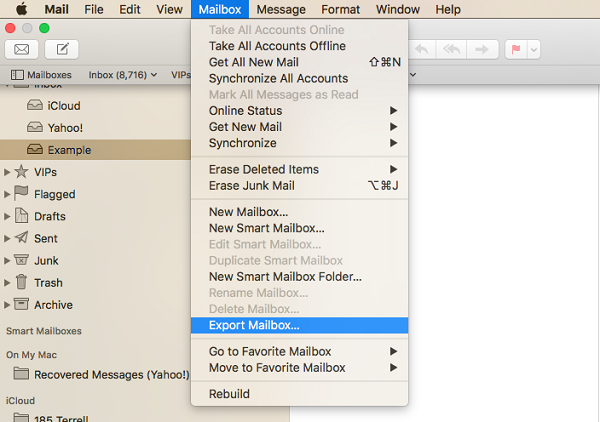 Mail File Edit View Mailbox Message Format Window Help
Mailboxes Inbox (8,716) VIPs
Inbox
iCloud
Yahoo!
Example
VIPs
Flagged
Drafts
Sent
Junk
Trash
Archive
Smart Mailboxes
On My Mac
Recovered Messages (Yahoo!)
iCloud
185 Terrell
Take All Accounts Online
Take All Accounts Offline
Get All New Mail ⇧⌘N
Synchronize All Accounts
Mark All Messages as Read
Online Status
Get New Mail
Synchronize
Erase Deleted Items
Erase Junk Mail ⌥⌘J
New Mailbox...
New Smart Mailbox...
Edit Smart Mailbox...
Duplicate Smart Mailbox
New Smart Mailbox Folder...
Rename Mailbox...
Delete Mailbox...
Export Mailbox...
Go to Favorite Mailbox
Move to Favorite Mailbox
Rebuild